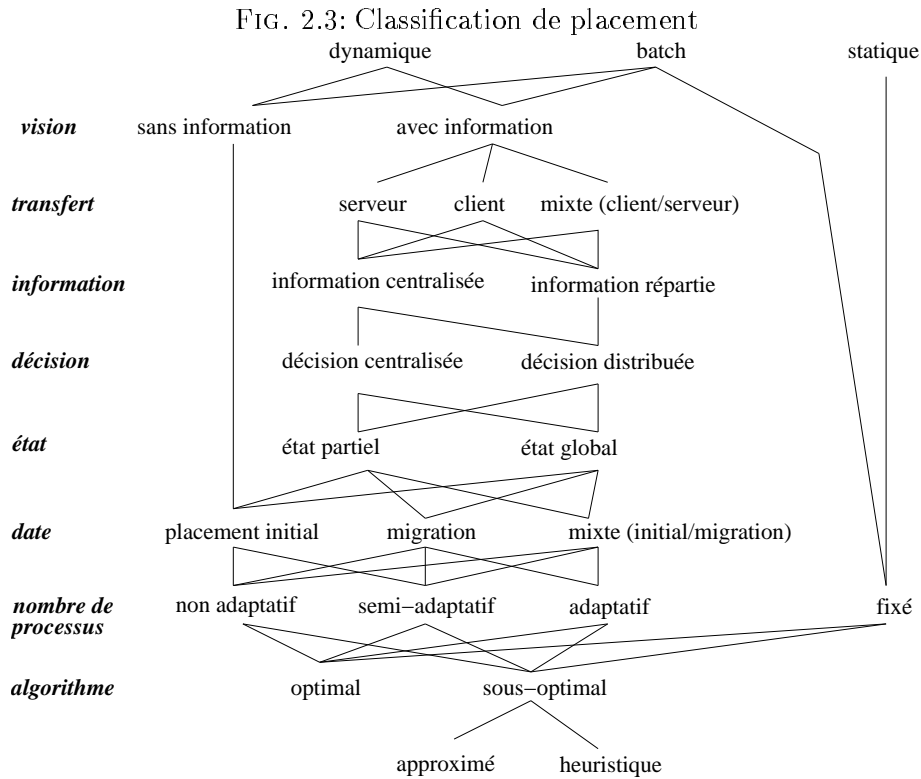 FIG. 2.3: Classification de placement
dynamique batch statique
vision sans information avec information
transfert serveur client mixte (client/serveur)
information information centralisée information répartie
décision décision centralisée décision distribuée
état état partiel état global
date placement initial migration mixte (initial/migration)
nombre de non adaptatif semi-adaptatif adaptatif fixé
processus
algorithme optimal sous-optimal
approximé heuristique